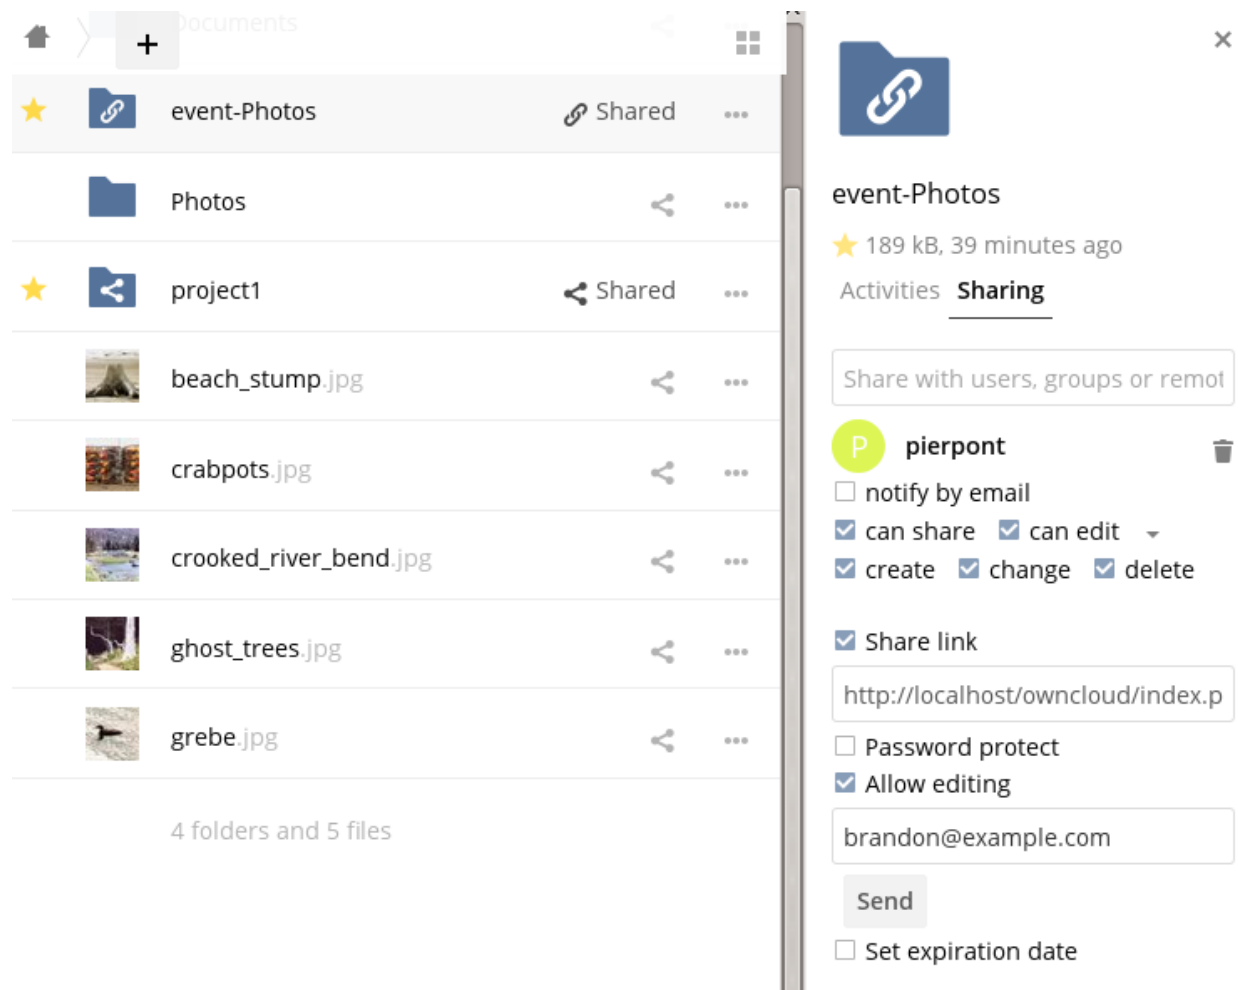 Documents
+
event-Photos Shared
Photos
project1 Shared
beach_stump.jpg
crabpots.jpg
crooked_river_bend.jpg
ghost_trees.jpg
grebe.jpg
4 folders and 5 files
event-Photos
189 kB, 39 minutes ago
Activities Sharing
Share with users, groups or remot
P pierpont
notify by email
can share can edit
create change delete
Share link
http://localhost/owncloud/index.p
Password protect
Allow editing
brandon@example.com
Send
Set expiration date